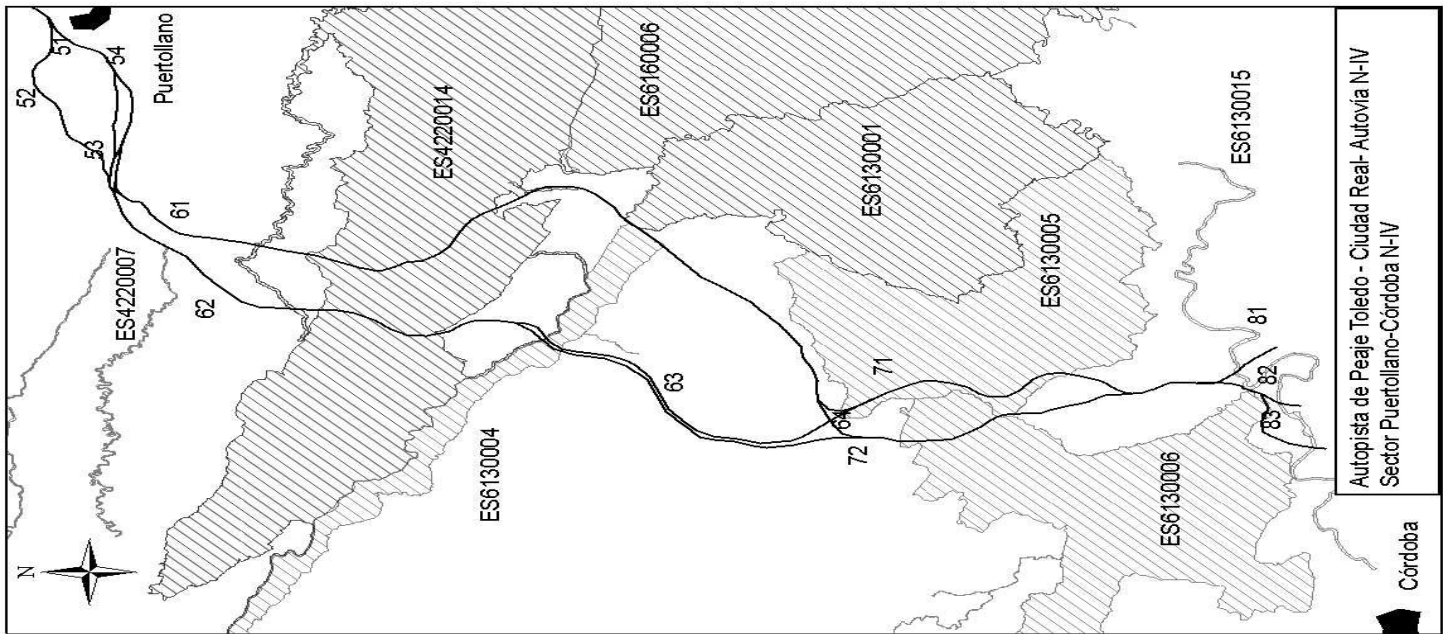 N
52
51
54
53
Puertollano
61
ES4220007
62
ES4220014
ES6160006
ES6130004
63
ES6130001
64
71
72
ES6130005
ES6130015
81
82
83
ES6130006
Córdoba
Autopista de Peaje Toledo - Ciudad Real- Autovía N-IV
Sector Puertollano-Córdoba N-IV